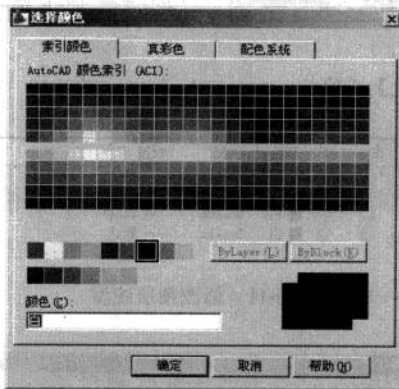 选择颜色
索引颜色 真彩色 配色系统
AutoCAD 颜色索引 (ACI):
ByLayer (L) ByBlock (K)
颜色 (C):
白
确定 取消 帮助 (H)